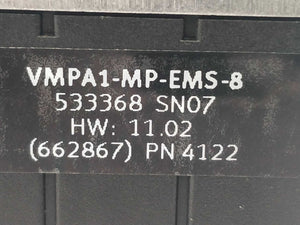 VMPA1-MP-EMS-8
533368 SN07
HW: 11.02
(662867) PN 4122